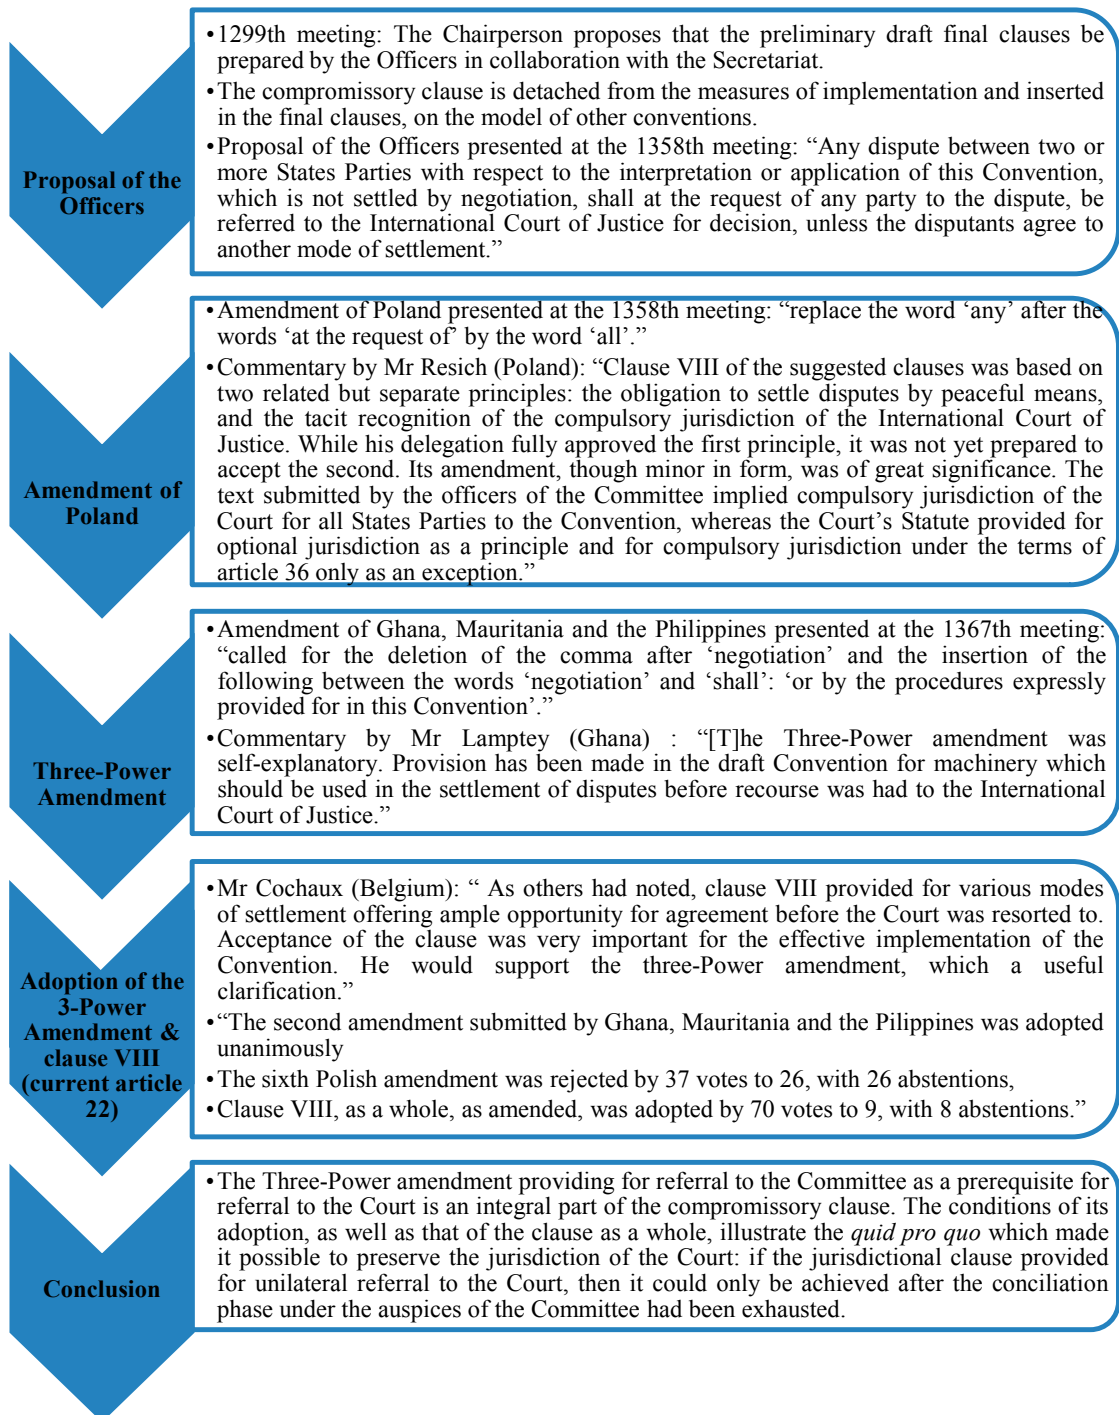 Proposal of the
Officers
•1299th meeting: The Chairperson proposes that the preliminary draft final clauses be
prepared by the Officers in collaboration with the Secretariat.
•The compromissory clause is detached from the measures of implementation and inserted
in the final clauses, on the model of other conventions.
•Proposal of the Officers presented at the 1358th meeting: “Any dispute between two or
more States Parties with respect to the interpretation or application of this Convention,
which is not settled by negotiation, shall at the request of any party to the dispute, be
referred to the International Court of Justice for decision, unless the disputants agree to
another mode of settlement.”
Amendment of
Poland
•Amendment of Poland presented at the 1358th meeting: “replace the word ‘any’ after the
words ‘at the request of’ by the word ‘all’.”
•Commentary by Mr Resich (Poland): “Clause VIII of the suggested clauses was based on
two related but separate principles: the obligation to settle disputes by peaceful means,
and the tacit recognition of the compulsory jurisdiction of the International Court of
Justice. While his delegation fully approved the first principle, it was not yet prepared to
accept the second. Its amendment, though minor in form, was of great significance. The
text submitted by the officers of the Committee implied compulsory jurisdiction of the
Court for all States Parties to the Convention, whereas the Court’s Statute provided for
optional jurisdiction as a principle and for compulsory jurisdiction under the terms of
article 36 only as an exception.”
Three-Power
Amendment
•Amendment of Ghana, Mauritania and the Philippines presented at the 1367th meeting:
“called for the deletion of the comma after ‘negotiation’ and the insertion of the
following between the words ‘negotiation’ and ‘shall’: ‘or by the procedures expressly
provided for in this Convention’.”
•Commentary by Mr Lamptey (Ghana) : “[T]he Three-Power amendment was
self-explanatory. Provision has been made in the draft Convention for machinery which
should be used in the settlement of disputes before recourse was had to the International
Court of Justice.”
Adoption of the
3-Power
Amendment &
clause VIII
(current article
22)
•Mr Cochaux (Belgium): “ As others had noted, clause VIII provided for various modes
of settlement offering ample opportunity for agreement before the Court was resorted to.
Acceptance of the clause was very important for the effective implementation of the
Convention. He would support the three-Power amendment, which a useful
clarification.”
•“The second amendment submitted by Ghana, Mauritania and the Pilippines was adopted
unanimously
•The sixth Polish amendment was rejected by 37 votes to 26, with 26 abstentions,
•Clause VIII, as a whole, as amended, was adopted by 70 votes to 9, with 8 abstentions.”
Conclusion
•The Three-Power amendment providing for referral to the Committee as a prerequisite for
referral to the Court is an integral part of the compromissory clause. The conditions of its
adoption, as well as that of the clause as a whole, illustrate the quid pro quo which made
it possible to preserve the jurisdiction of the Court: if the jurisdictional clause provided
for unilateral referral to the Court, then it could only be achieved after the conciliation
phase under the auspices of the Committee had been exhausted.